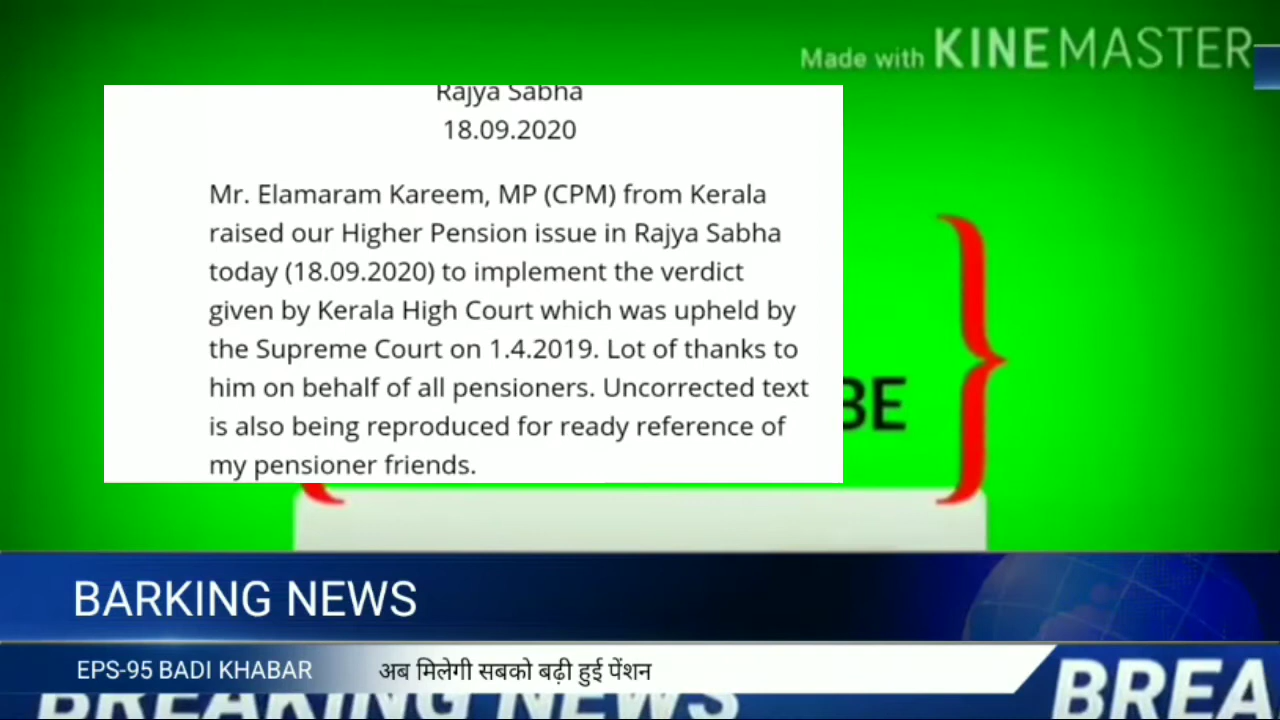 Made with KINEMASTER
Rajya Sabha
18.09.2020
Mr. Elamaram Kareem, MP (CPM) from Kerala
raised our Higher Pension issue in Rajya Sabha
today (18.09.2020) to implement the verdict
given by Kerala High Court which was upheld by
the Supreme Court on 1.4.2019. Lot of thanks to
him on behalf of all pensioners. Uncorrected text
is also being reproduced for ready reference of
my pensioner friends.
BE
BARKING NEWS
EPS-95 BADI KHABAR अब मिलेगी सबको बढ़ी हुई पेंशन
BREAKING NEWS BREA